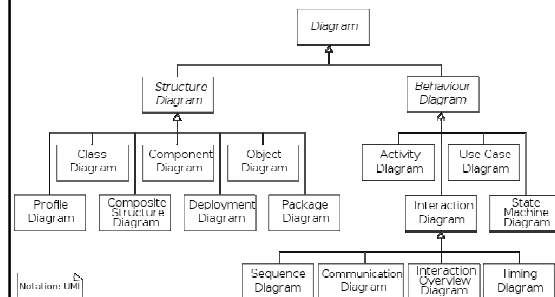 Diagram
Structure
Diagram
Behaviour
Diagram
Class
Diagram
Component
Diagram
Object
Diagram
Activity
Diagram
Use Case
Diagram
Profile
Diagram
Composite
Structure
Diagram
Deployment
Diagram
Package
Diagram
Interaction
Diagram
State
Machine
Diagram
Sequence
Diagram
Communication
Diagram
Interaction
Overview
Diagram
Timing
Diagram
Notation: UML